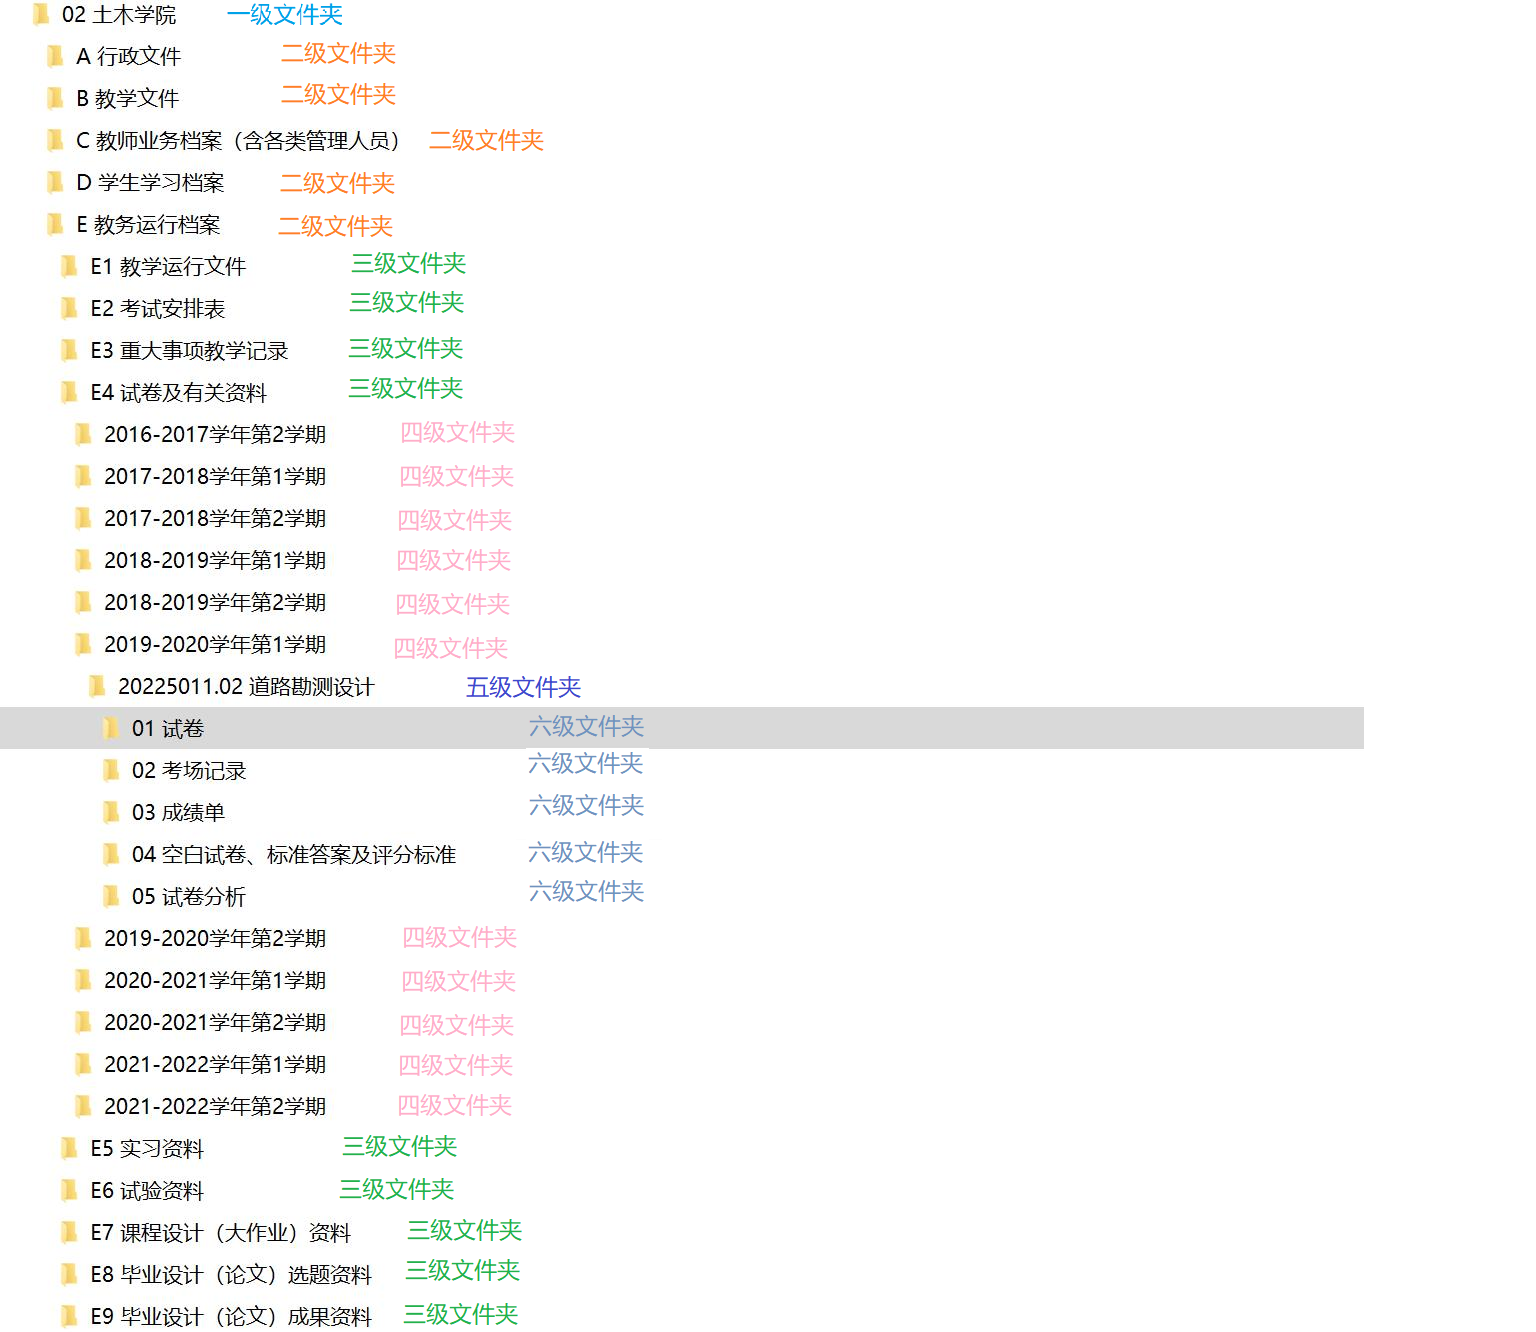 02 土木学院 一级文件夹
A 行政文件 二级文件夹
B 教学文件 二级文件夹
C 教师业务档案（含各类管理人员） 二级文件夹
D 学生学习档案 二级文件夹
E 教务运行档案 二级文件夹
E1 教学运行文件 三级文件夹
E2 考试安排表 三级文件夹
E3 重大事项教学记录 三级文件夹
E4 试卷及有关资料 三级文件夹
2016-2017学年第2学期 四级文件夹
2017-2018学年第1学期 四级文件夹
2017-2018学年第2学期 四级文件夹
2018-2019学年第1学期 四级文件夹
2018-2019学年第2学期 四级文件夹
2019-2020学年第1学期 四级文件夹
20225011.02 道路勘测设计 五级文件夹
01 试卷 六级文件夹
02 考场记录 六级文件夹
03 成绩单 六级文件夹
04 空白试卷、标准答案及评分标准 六级文件夹
05 试卷分析 六级文件夹
2019-2020学年第2学期 四级文件夹
2020-2021学年第1学期 四级文件夹
2020-2021学年第2学期 四级文件夹
2021-2022学年第1学期 四级文件夹
2021-2022学年第2学期 四级文件夹
E5 实习资料 三级文件夹
E6 试验资料 三级文件夹
E7 课程设计（大作业）资料 三级文件夹
E8 毕业设计（论文）选题资料 三级文件夹
E9 毕业设计（论文）成果资料 三级文件夹